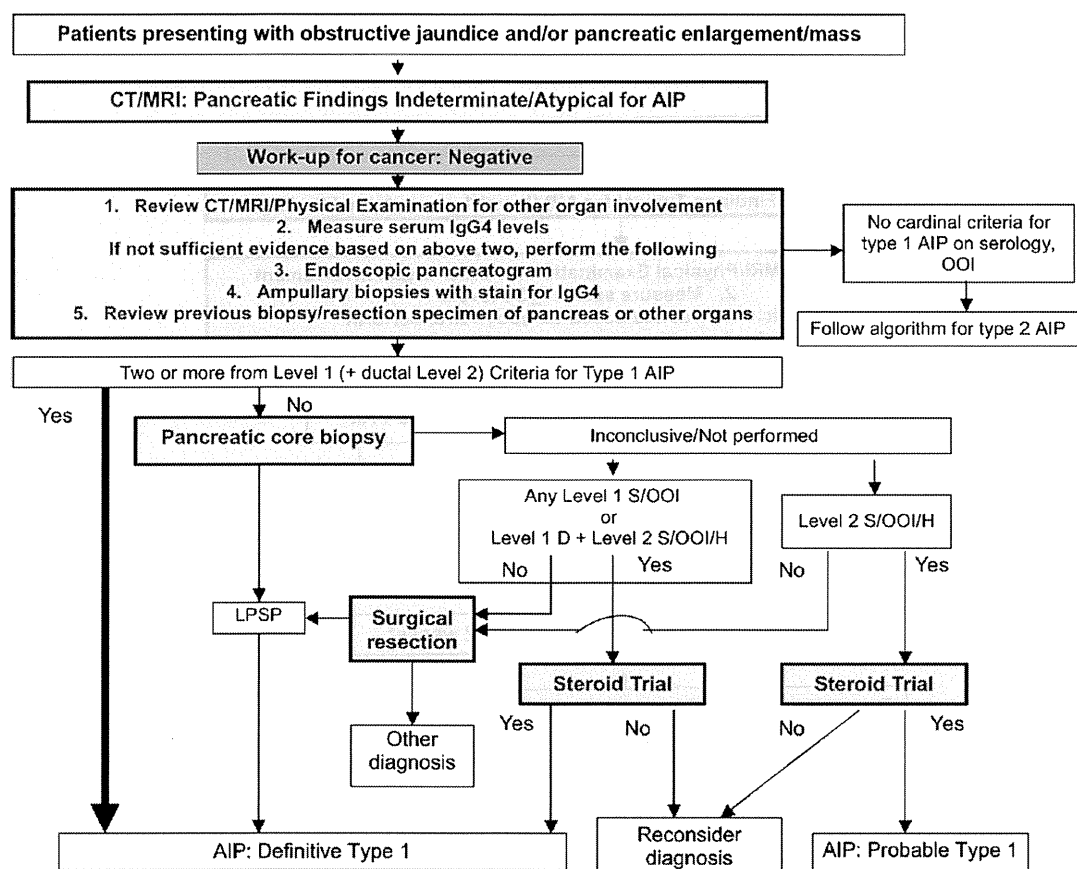 Patients presenting with obstructive jaundice and/or pancreatic enlargement/mass
CT/MRI: Pancreatic Findings Indeterminate/Atypical for AIP
Work-up for cancer: Negative
1. Review CT/MRI/Physical Examination for other organ involvement
2. Measure serum IgG4 levels
If not sufficient evidence based on above two, perform the following
3. Endoscopic pancreatogram
4. Ampullary biopsies with stain for IgG4
5. Review previous biopsy/resection specimen of pancreas or other organs
No cardinal criteria for
type 1 AIP on serology,
OOI
Follow algorithm for type 2 AIP
Two or more from Level 1 (+ ductal Level 2) Criteria for Type 1 AIP
Yes
No
Pancreatic core biopsy
Inconclusive/Not performed
Any Level 1 S/OOI
or
Level 1 D + Level 2 S/OOI/H
Level 2 S/OOI/H
No
Yes
No
Yes
LPSP
Surgical
resection
Steroid Trial
Steroid Trial
Other
diagnosis
Yes
No
No
Yes
AIP: Definitive Type 1
Reconsider
diagnosis
AIP: Probable Type 1